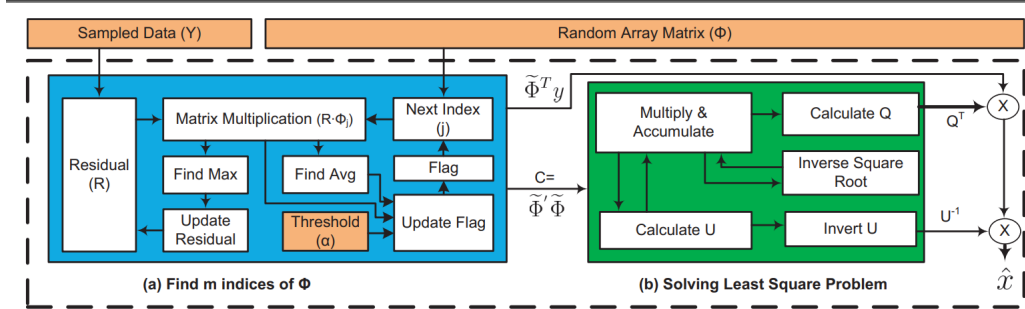 Sampled Data (Y)
Random Array Matrix (Φ)
Residual
(R)
Matrix Multiplication (R·Φj)
Next Index
(j)
Find Max
Find Avg
Flag
Update
Residual
Threshold
(α)
Update Flag
(a) Find m indices of Φ
Φ̃ᵀy
C=
Φ̃'Φ̃
Multiply &
Accumulate
Calculate Q
Inverse Square
Root
Calculate U
Invert U
(b) Solving Least Square Problem
Qᵀ
X
U⁻¹
X
x̂